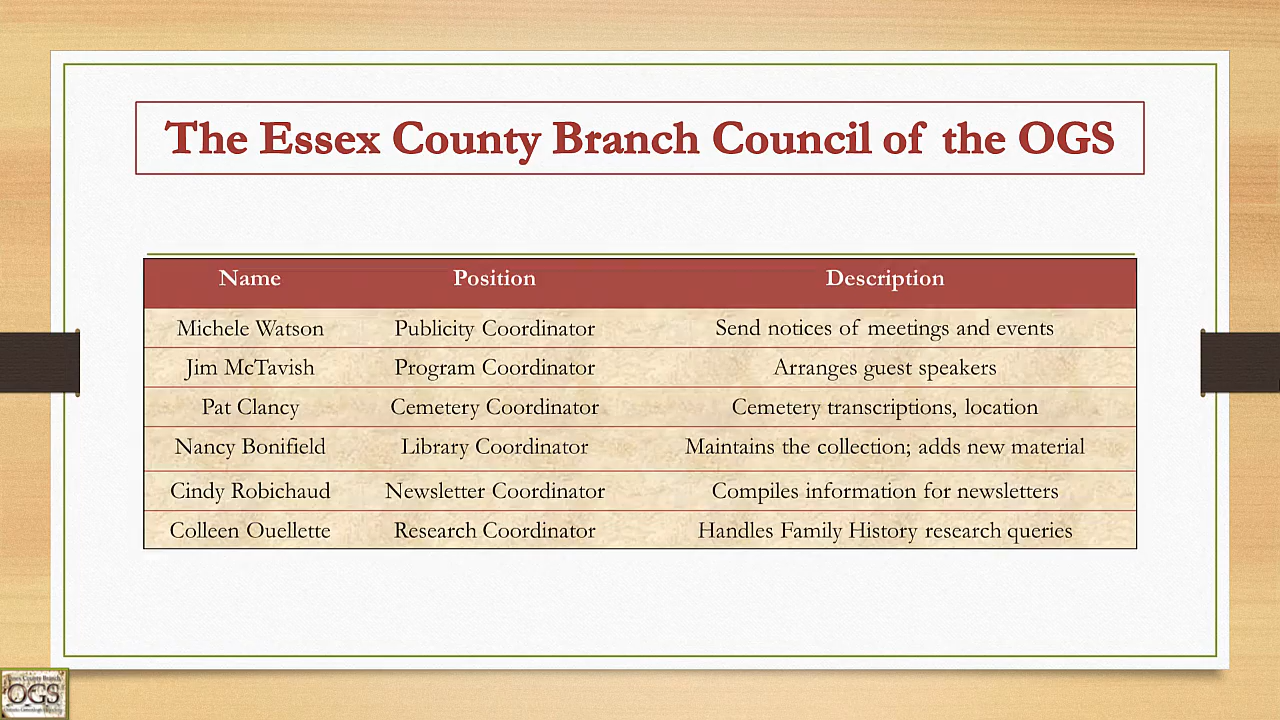 The Essex County Branch Council of the OGS
Name Position Description
Michele Watson Publicity Coordinator Send notices of meetings and events
Jim McTavish Program Coordinator Arranges guest speakers
Pat Clancy Cemetery Coordinator Cemetery transcriptions, location
Nancy Bonifield Library Coordinator Maintains the collection; adds new material
Cindy Robichaud Newsletter Coordinator Compiles information for newsletters
Colleen Ouellette Research Coordinator Handles Family History research queries
Essex County Branch
OGS